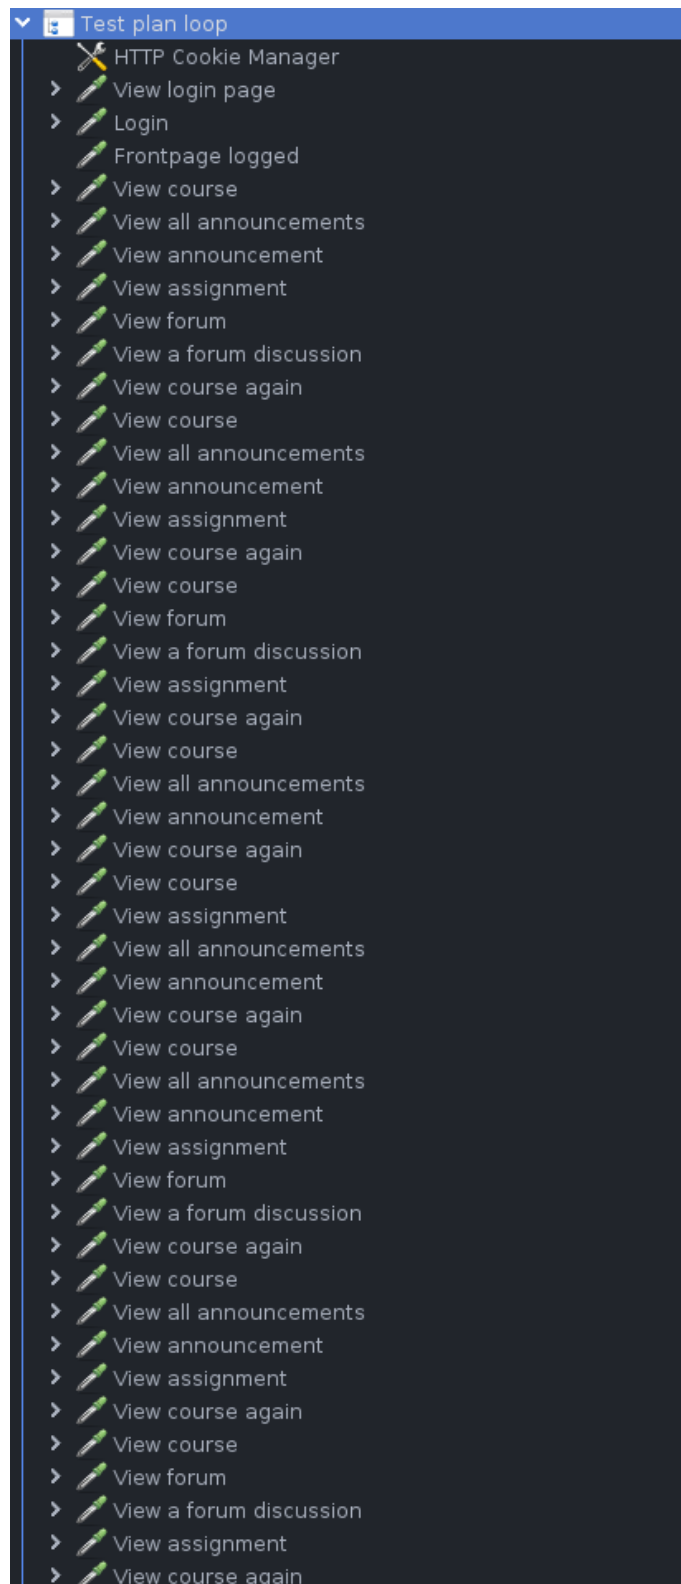 Test plan loop
HTTP Cookie Manager
View login page
Login
Frontpage logged
View course
View all announcements
View announcement
View assignment
View forum
View a forum discussion
View course again
View course
View all announcements
View announcement
View assignment
View course again
View course
View forum
View a forum discussion
View assignment
View course again
View course
View all announcements
View announcement
View course again
View course
View assignment
View all announcements
View announcement
View course again
View course
View all announcements
View announcement
View assignment
View forum
View a forum discussion
View course again
View course
View all announcements
View announcement
View assignment
View course again
View course
View forum
View a forum discussion
View assignment
View course again